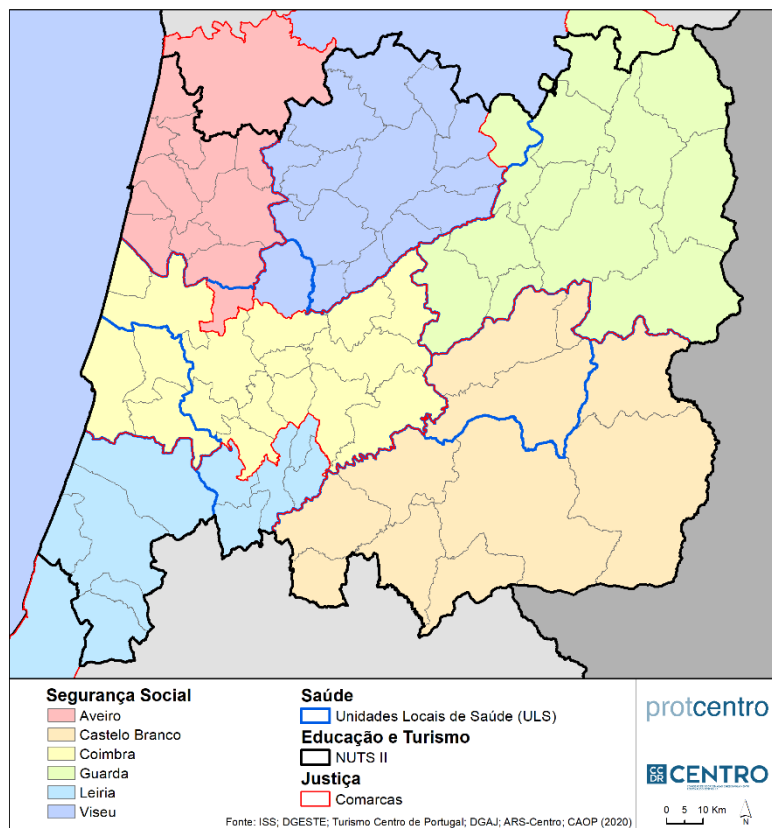 Segurança Social
Aveiro
Castelo Branco
Coimbra
Guarda
Leiria
Viseu
Saúde
Unidades Locais de Saúde (ULS)
Educação e Turismo
NUTS II
Justiça
Comarcas
Fonte: ISS; DGESTE; Turismo Centro de Portugal; DGAJ; ARS-Centro; CAOP (2020)
protcentro
CCDR CENTRO
0 5 10 Km
N